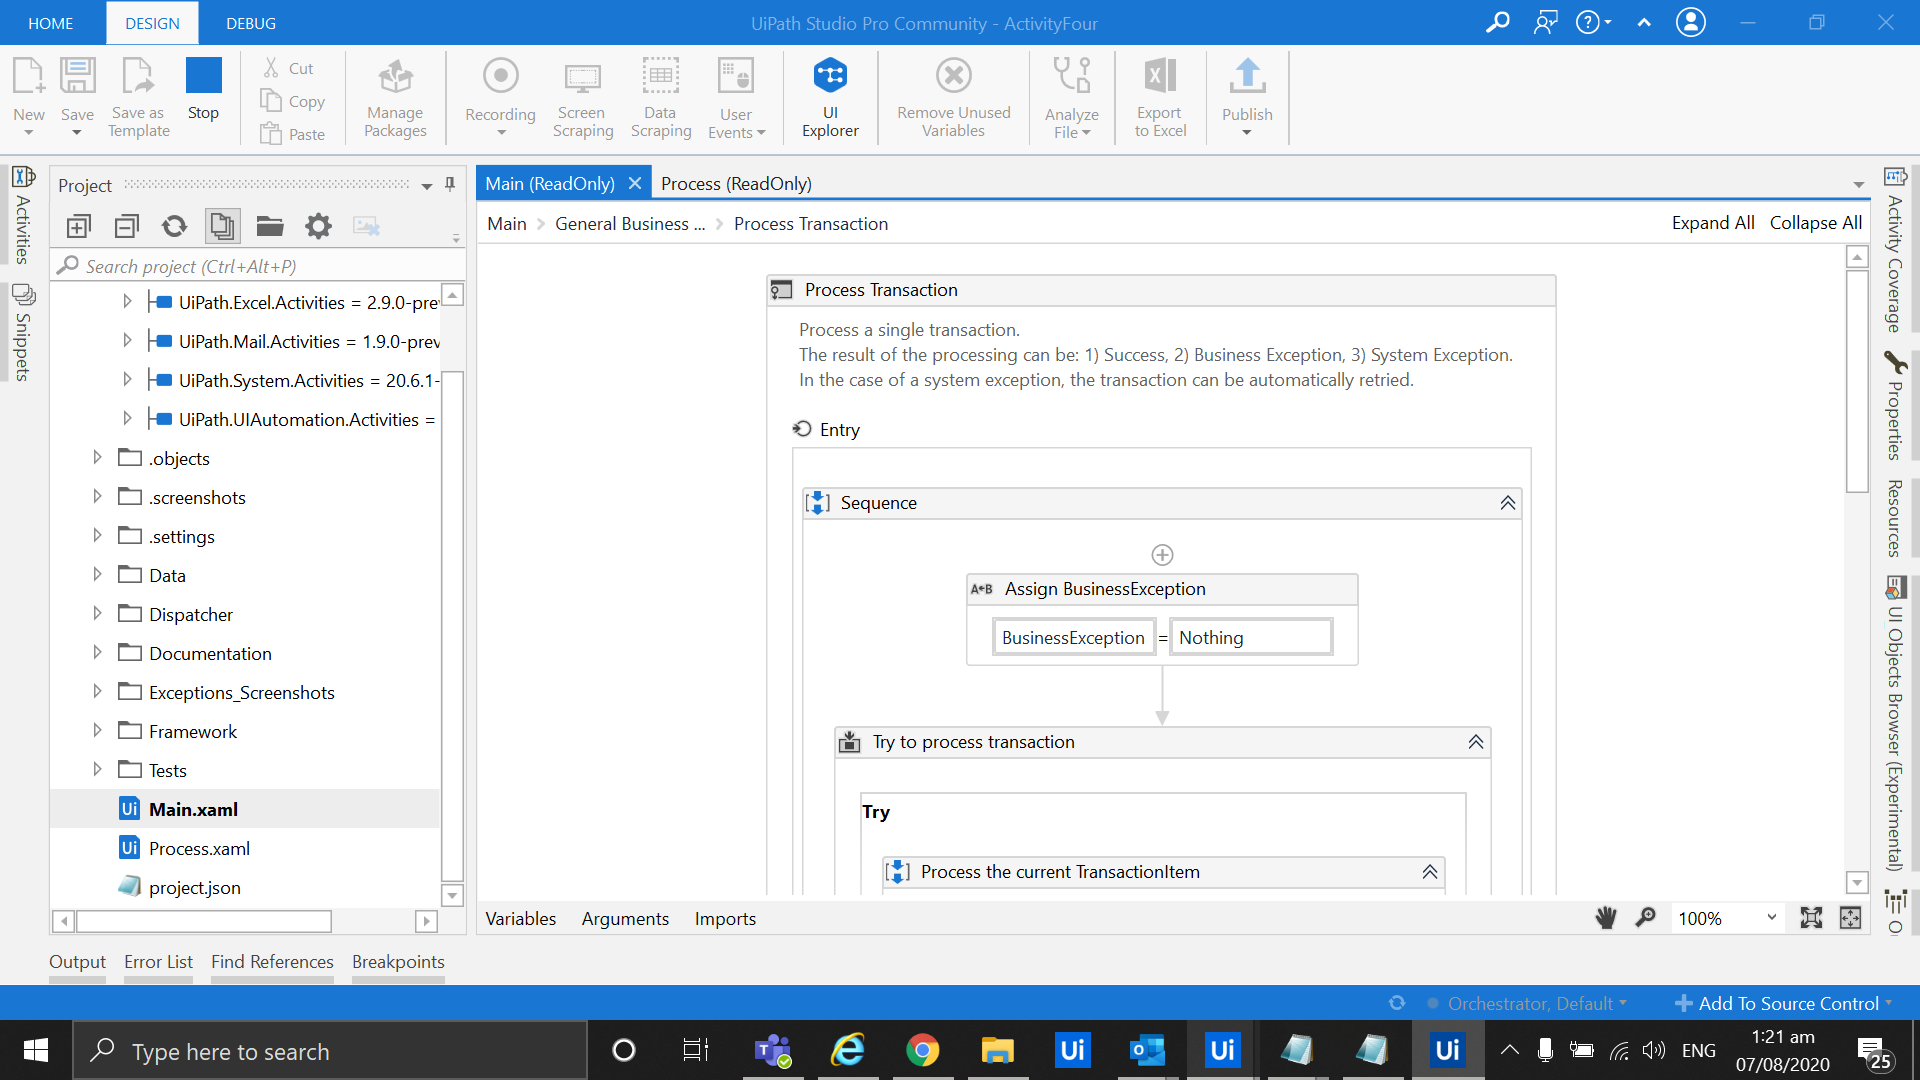 HOME
DESIGN
DEBUG
UiPath Studio Pro Community - ActivityFour
New
Save
Save as
Template
Stop
Cut
Copy
Paste
Manage
Packages
Recording
Screen
Scraping
Data
Scraping
User
Events
UI
Explorer
Remove Unused
Variables
Analyze
File
Export
to Excel
Publish
Activities
Snippets
Project
Search project (Ctrl+Alt+P)
UiPath.Excel.Activities = 2.9.0-prev
UiPath.Mail.Activities = 1.9.0-prev
UiPath.System.Activities = 20.6.1-
UiPath.UIAutomation.Activities =
.objects
.screenshots
.settings
Data
Dispatcher
Documentation
Exceptions_Screenshots
Framework
Tests
Main.xaml
Process.xaml
project.json
Main (ReadOnly)
Process (ReadOnly)
Main > General Business ... > Process Transaction
Expand All
Collapse All
Process Transaction
Process a single transaction.
The result of the processing can be: 1) Success, 2) Business Exception, 3) System Exception.
In the case of a system exception, the transaction can be automatically retried.
Entry
Sequence
A←B Assign BusinessException
BusinessException = Nothing
Try to process transaction
Try
Process the current TransactionItem
Variables
Arguments
Imports
100%
Activity Coverage
Properties
Resources
UI Objects Browser (Experimental)
O
Output
Error List
Find References
Breakpoints
Orchestrator, Default
Add To Source Control
Type here to search
ENG
1:21 am
07/08/2020
25